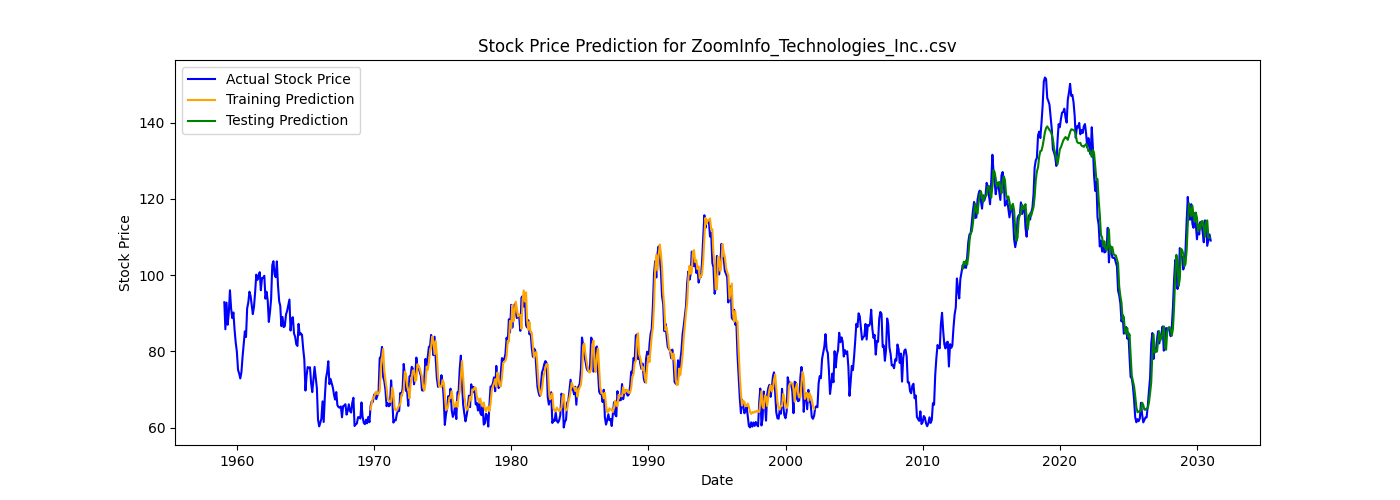 Stock Price Prediction for ZoomInfo_Technologies_Inc..csv
Actual Stock Price
Training Prediction
Testing Prediction
140
120
100
80
60
Stock Price
1960 1970 1980 1990 2000 2010 2020 2030
Date